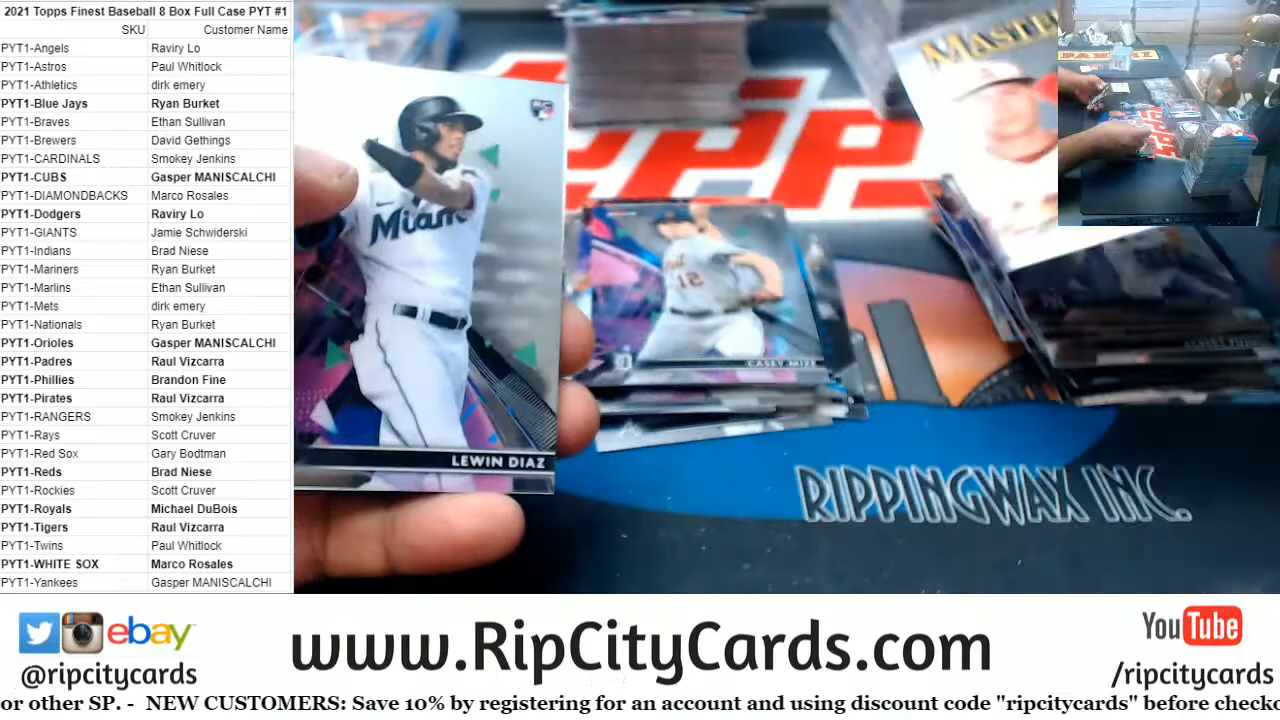 2021 Topps Finest Baseball 8 Box Full Case PYT #1
SKU Customer Name
PYT1-Angels Raviry Lo
PYT1-Astros Paul Whitlock
PYT1-Athletics dirk emery
PYT1-Blue Jays Ryan Burket
PYT1-Braves Ethan Sullivan
PYT1-Brewers David Gethings
PYT1-CARDINALS Smokey Jenkins
PYT1-CUBS Gasper MANISCALCHI
PYT1-DIAMONDBACKS Marco Rosales
PYT1-Dodgers Raviry Lo
PYT1-GIANTS Jamie Schwiderski
PYT1-Indians Brad Niese
PYT1-Mariners Ryan Burket
PYT1-Marlins Ethan Sullivan
PYT1-Mets dirk emery
PYT1-Nationals Ryan Burket
PYT1-Orioles Gasper MANISCALCHI
PYT1-Padres Raul Vizcarra
PYT1-Phillies Brandon Fine
PYT1-Pirates Raul Vizcarra
PYT1-RANGERS Smokey Jenkins
PYT1-Rays Scott Cruver
PYT1-Red Sox Gary Bodtman
PYT1-Reds Brad Niese
PYT1-Rockies Scott Cruver
PYT1-Royals Michael DuBois
PYT1-Tigers Raul Vizcarra
PYT1-Twins Paul Whitlock
PYT1-WHITE SOX Marco Rosales
PYT1-Yankees Gasper MANISCALCHI
Miami
LEWIN DIAZ
12
CASEY MIZE
RIPPINGWAX INC.
PANINI
ebay
@ripcitycards
www.RipCityCards.com
YouTube
/ripcitycards
or other SP. - NEW CUSTOMERS: Save 10% by registering for an account and using discount code "ripcitycards" before checko